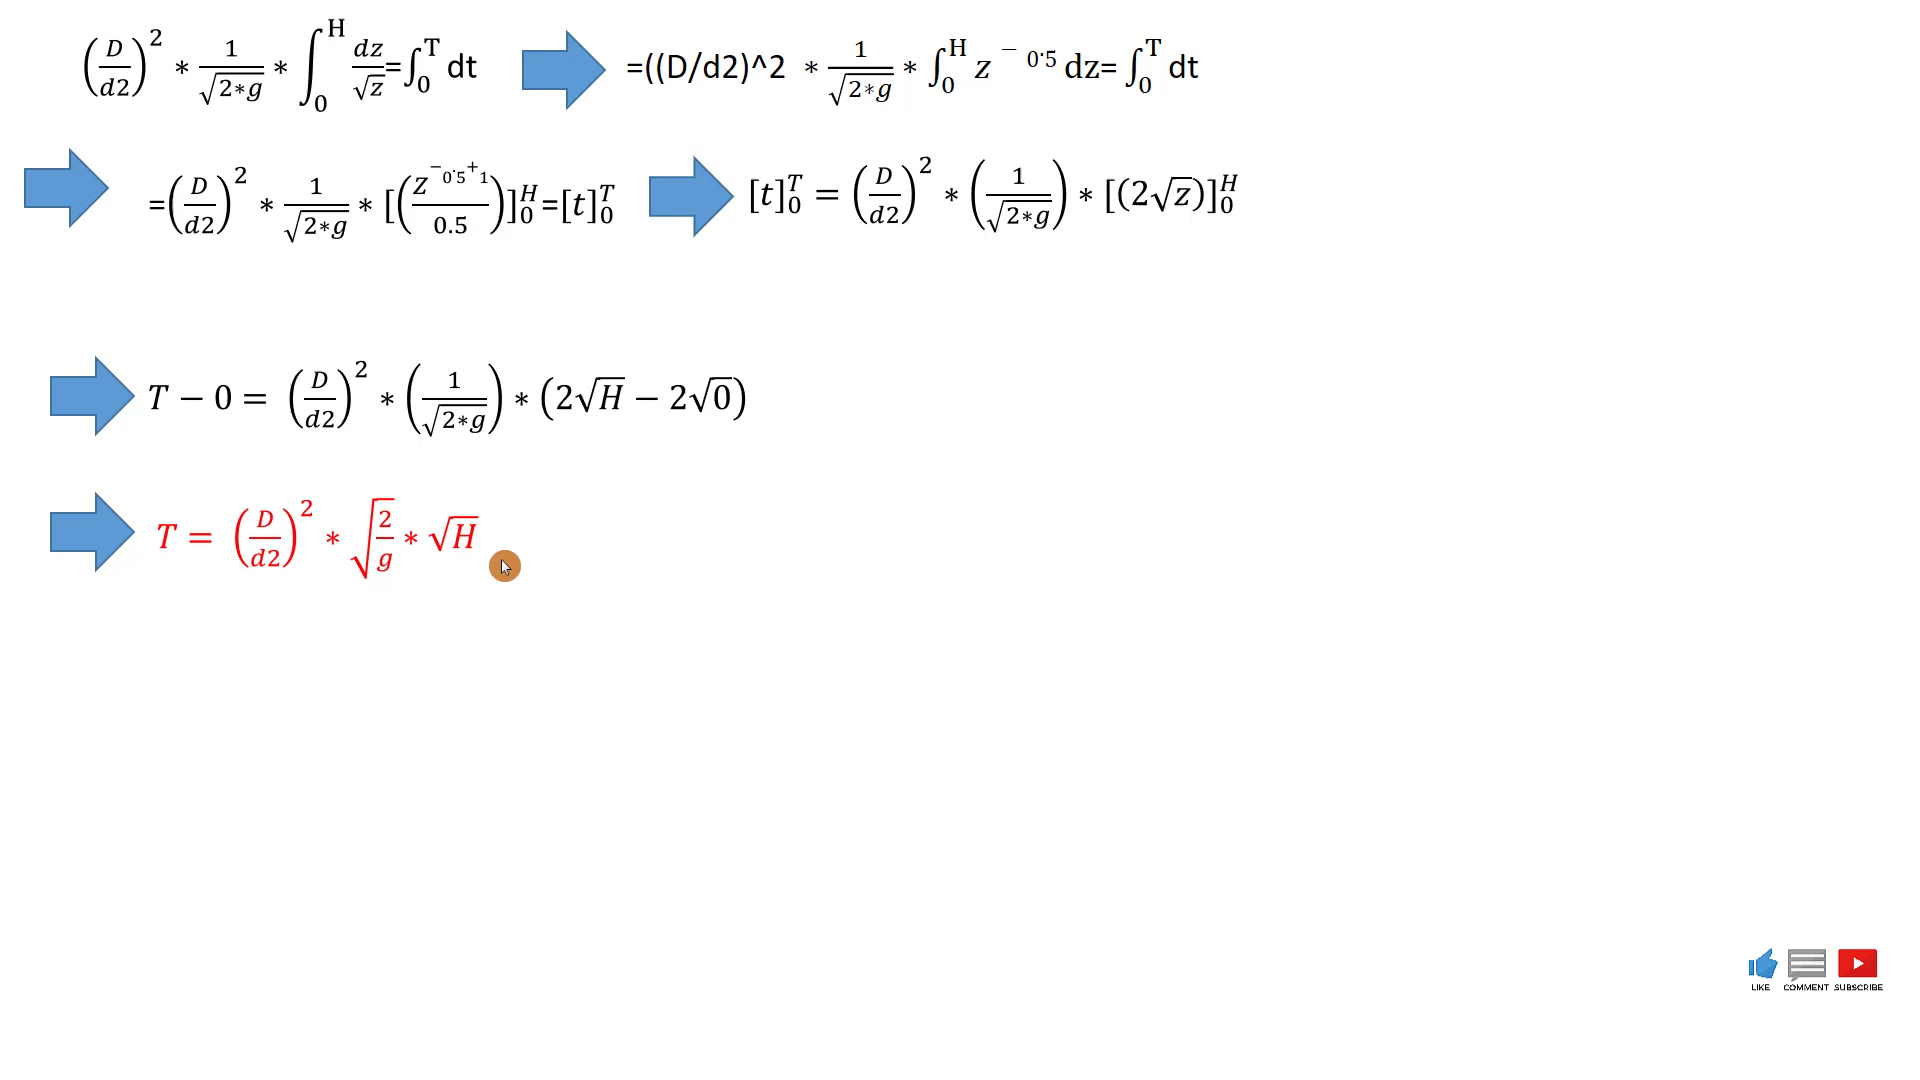 (D/d2)^2 * 1/√(2*g) * ∫_0^H dz/√z=∫_0^T dt
=((D/d2)^2 * 1/√(2*g) * ∫_0^H z^−0.5 dz= ∫_0^T dt
=(D/d2)^2 * 1/√(2*g) * [(z^−0.5+1/0.5)]_0^H=[t]_0^T
[t]_0^T = (D/d2)^2 * (1/√(2*g)) * [(2√z)]_0^H
T − 0 = (D/d2)^2 * (1/√(2*g)) * (2√H − 2√0)
T = (D/d2)^2 * √(2/g) * √H
LIKE COMMENT SUBSCRIBE